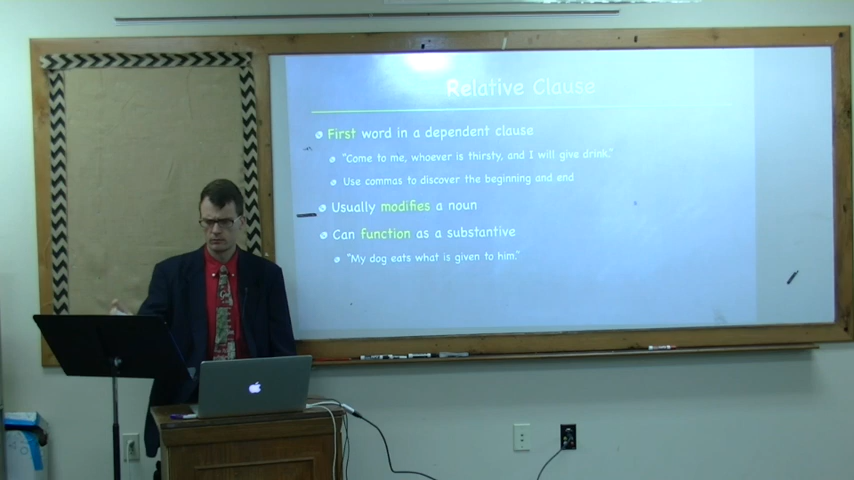 Relative Clause
First word in a dependent clause
"Come to me, whoever is thirsty, and I will give drink."
Use commas to discover the beginning and end
Usually modifies a noun
Can function as a substantive
"My dog eats what is given to him."